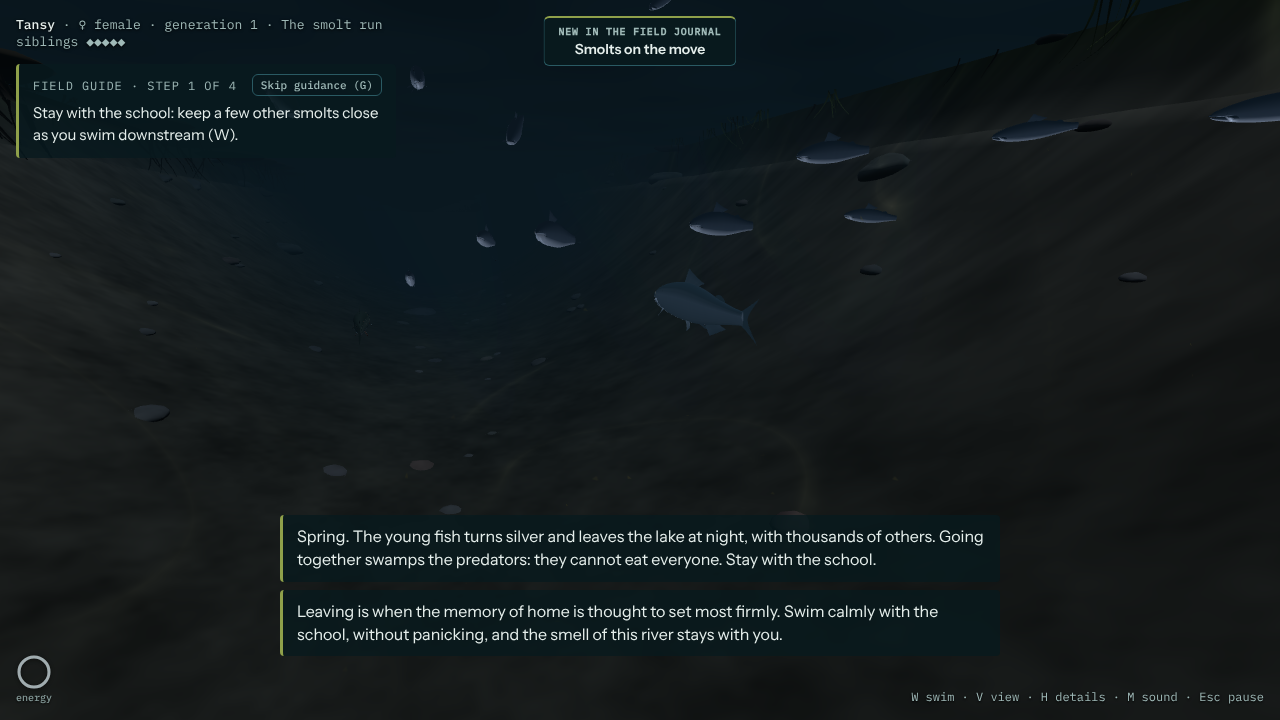 Tansy · ♀ female · generation 1 · The smolt run
siblings ◆◆◆◆◆
NEW IN THE FIELD JOURNAL
Smolts on the move
FIELD GUIDE · STEP 1 OF 4
Skip guidance (G)
Stay with the school: keep a few other smolts close
as you swim downstream (W).
Spring. The young fish turns silver and leaves the lake at night, with thousands of others. Going
together swamps the predators: they cannot eat everyone. Stay with the school.
Leaving is when the memory of home is thought to set most firmly. Swim calmly with the
school, without panicking, and the smell of this river stays with you.
energy
W swim · V view · H details · M sound · Esc pause